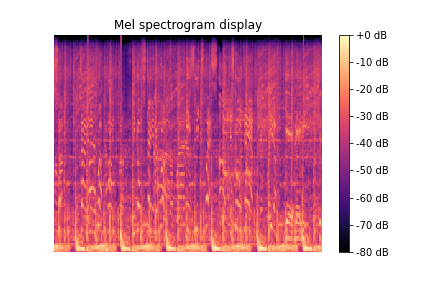 Mel spectrogram display
+0 dB
-10 dB
-20 dB
-30 dB
-40 dB
-50 dB
-60 dB
-70 dB
-80 dB